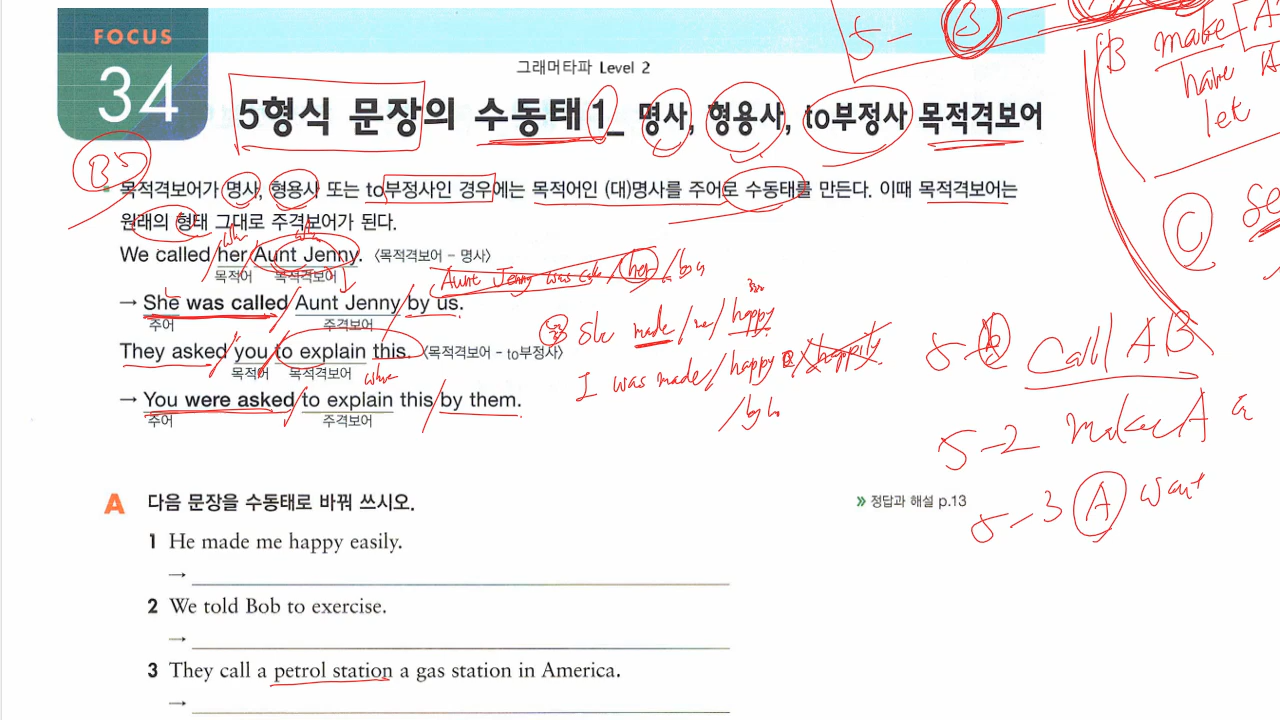 FOCUS
34
그래머타파 Level 2
5형식 문장의 수동태1_ 명사, 형용사, to부정사 목적격보어
5 - B -
B make A
have
let
B 5
목적격보어가 명사, 형용사 또는 to부정사인 경우에는 목적어인 (대)명사를 주어로 수동태를 만든다. 이때 목적격보어는
원래의 형태 그대로 주격보어가 된다.
C
We called her Aunt Jenny. 〈목적격보어 - 명사〉
목적어 목적격보어
Aunt Jenny was / her / by
→ She was called Aunt Jenny by us.
주어 주격보어
She made / me / happy
They asked you to explain this. 〈목적격보어 - to부정사〉
목적어 목적격보어
I was made / happy happily
/ by
→ You were asked to explain this by them.
주어 주격보어
5 - call A B
5 - 2 make A
5 - 3 A want
A 다음 문장을 수동태로 바꿔 쓰시오.
» 정답과 해설 p.13
1 He made me happy easily.
→
2 We told Bob to exercise.
→
3 They call a petrol station a gas station in America.
→